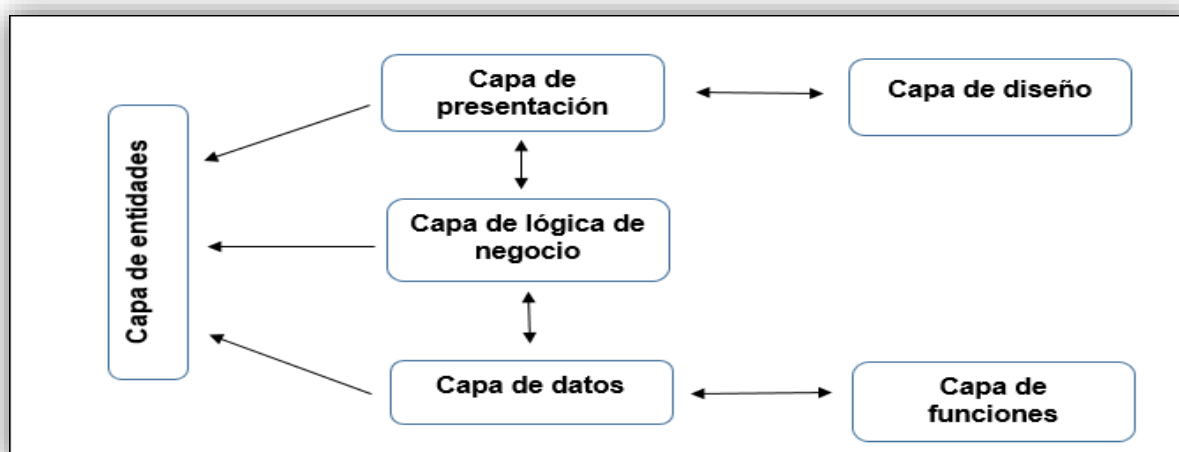 Capa de
presentación
Capa de diseño
Capa de entidades
Capa de lógica de
negocio
Capa de datos
Capa de
funciones